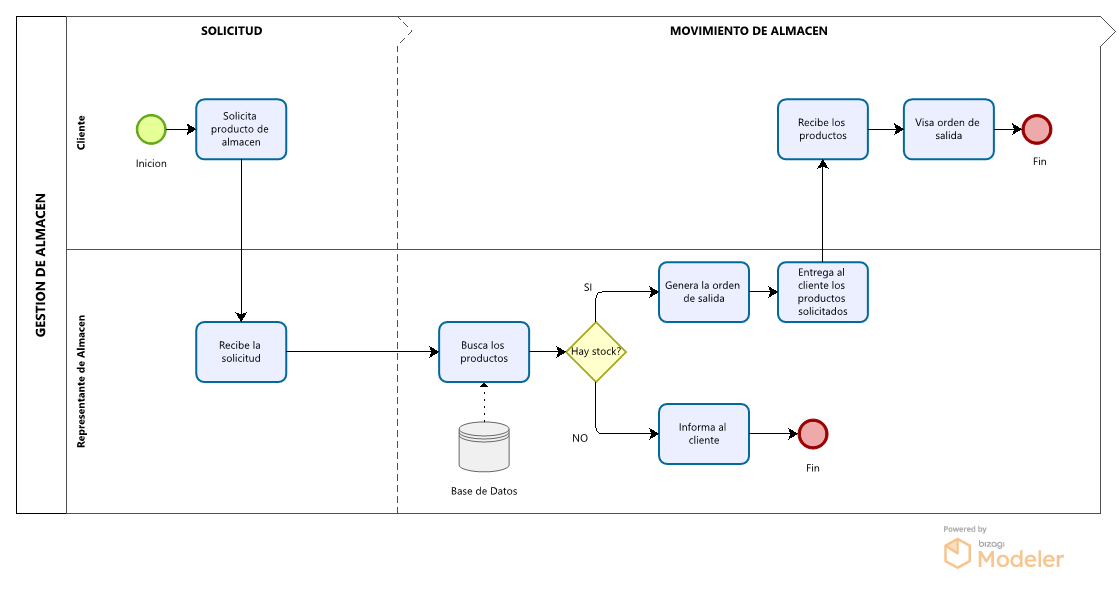 SOLICITUD
MOVIMIENTO DE ALMACEN
GESTION DE ALMACEN
Cliente
Inicion
Solicita
producto de
almacen
Recibe los
productos
Visa orden de
salida
Fin
Representante de Almacen
Recibe la
solicitud
Busca los
productos
Base de Datos
Hay stock?
SI
Genera la orden
de salida
Entrega al
cliente los
productos
solicitados
NO
Informa al
cliente
Fin
Powered by
bizagi
Modeler